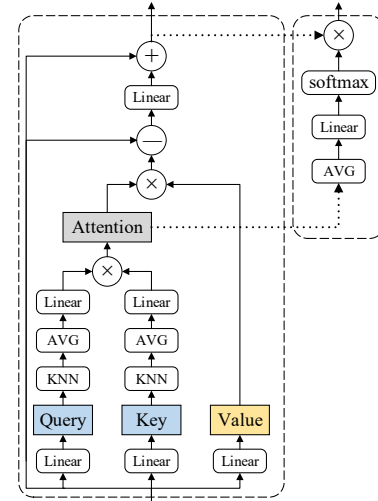 ×
+
softmax
Linear
Linear
—
×
AVG
Attention
×
Linear Linear
AVG AVG
KNN KNN
Query Key Value
Linear Linear Linear